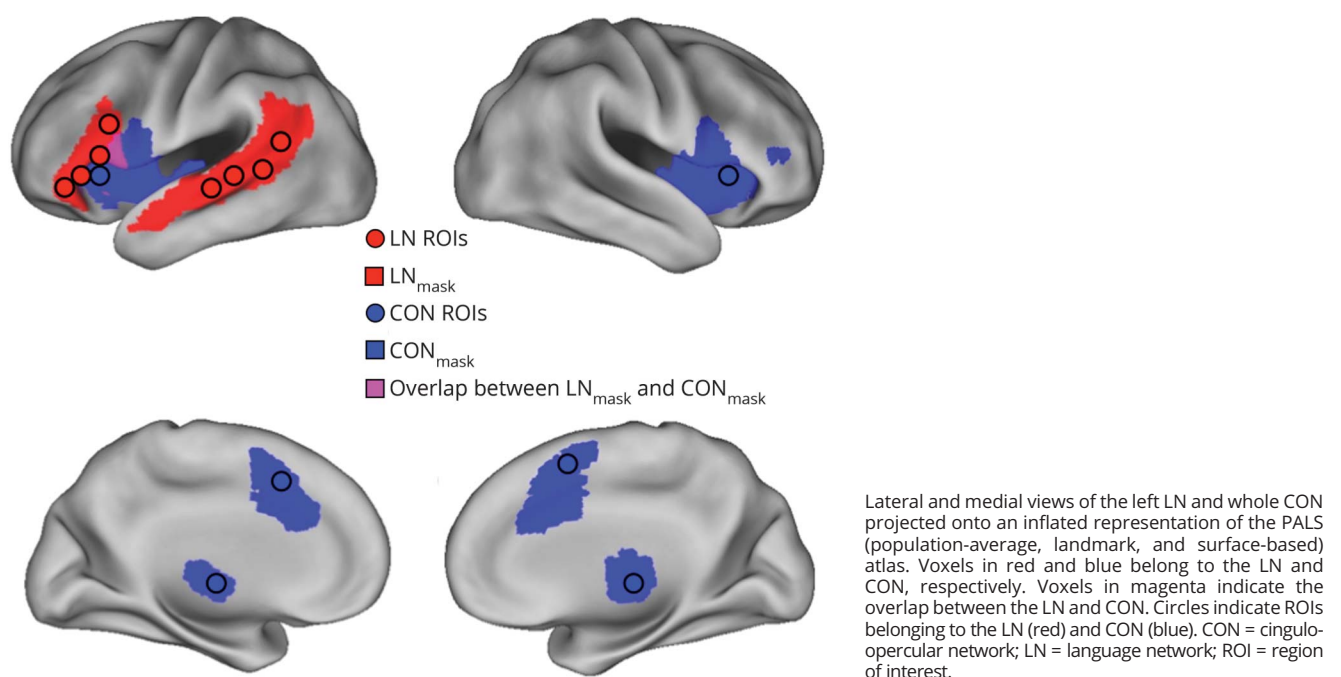 LN ROIs
LNmask
CON ROIs
CONmask
Overlap between LNmask and CONmask
Lateral and medial views of the left LN and whole CON
projected onto an inflated representation of the PALS
(population-average, landmark, and surface-based)
atlas. Voxels in red and blue belong to the LN and
CON, respectively. Voxels in magenta indicate the
overlap between the LN and CON. Circles indicate ROIs
belonging to the LN (red) and CON (blue). CON = cingulo-
opercular network; LN = language network; ROI = region
of interest.